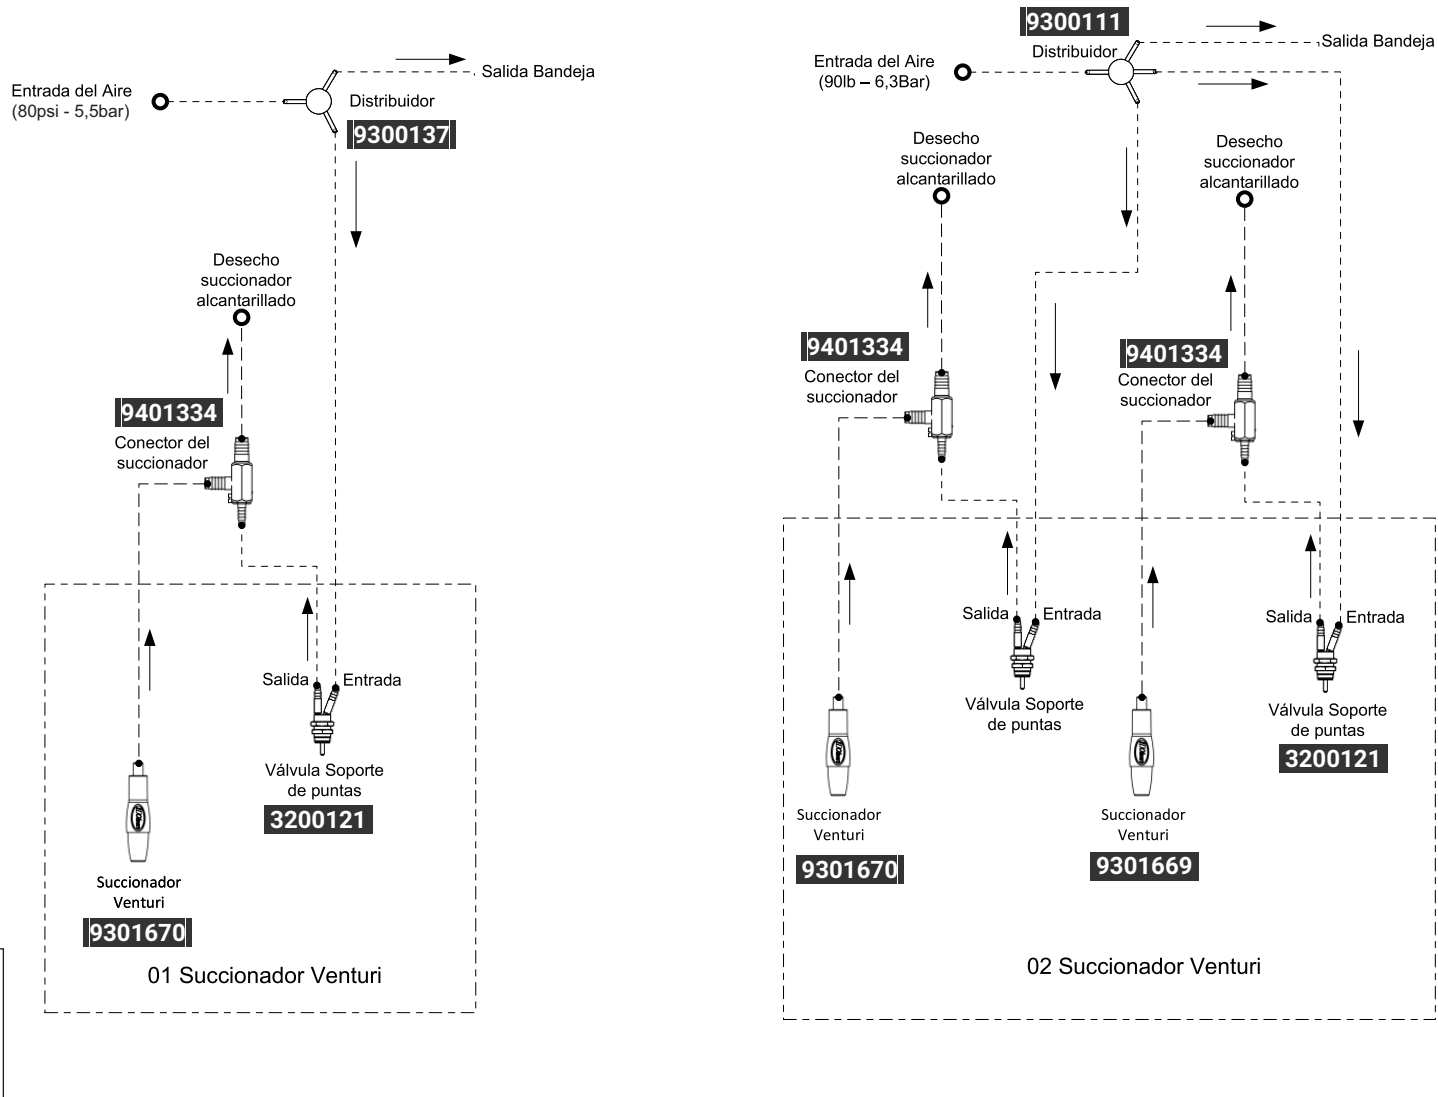 Entrada del Aire
(80psi - 5,5bar)
Salida Bandeja
Distribuidor
9300137
Desecho
succionador
alcantarillado
9401334
Conector del
succionador
Salida
Entrada
Válvula Soporte
de puntas
3200121
Succionador
Venturi
9301670
01 Succionador Venturi
9300111
Distribuidor
Salida Bandeja
Entrada del Aire
(90lb – 6,3Bar)
Desecho
succionador
alcantarillado
Desecho
succionador
alcantarillado
9401334
Conector del
succionador
9401334
Conector del
succionador
Salida
Entrada
Válvula Soporte
de puntas
Salida
Entrada
Válvula Soporte
de puntas
3200121
Succionador
Venturi
9301670
Succionador
Venturi
9301669
02 Succionador Venturi